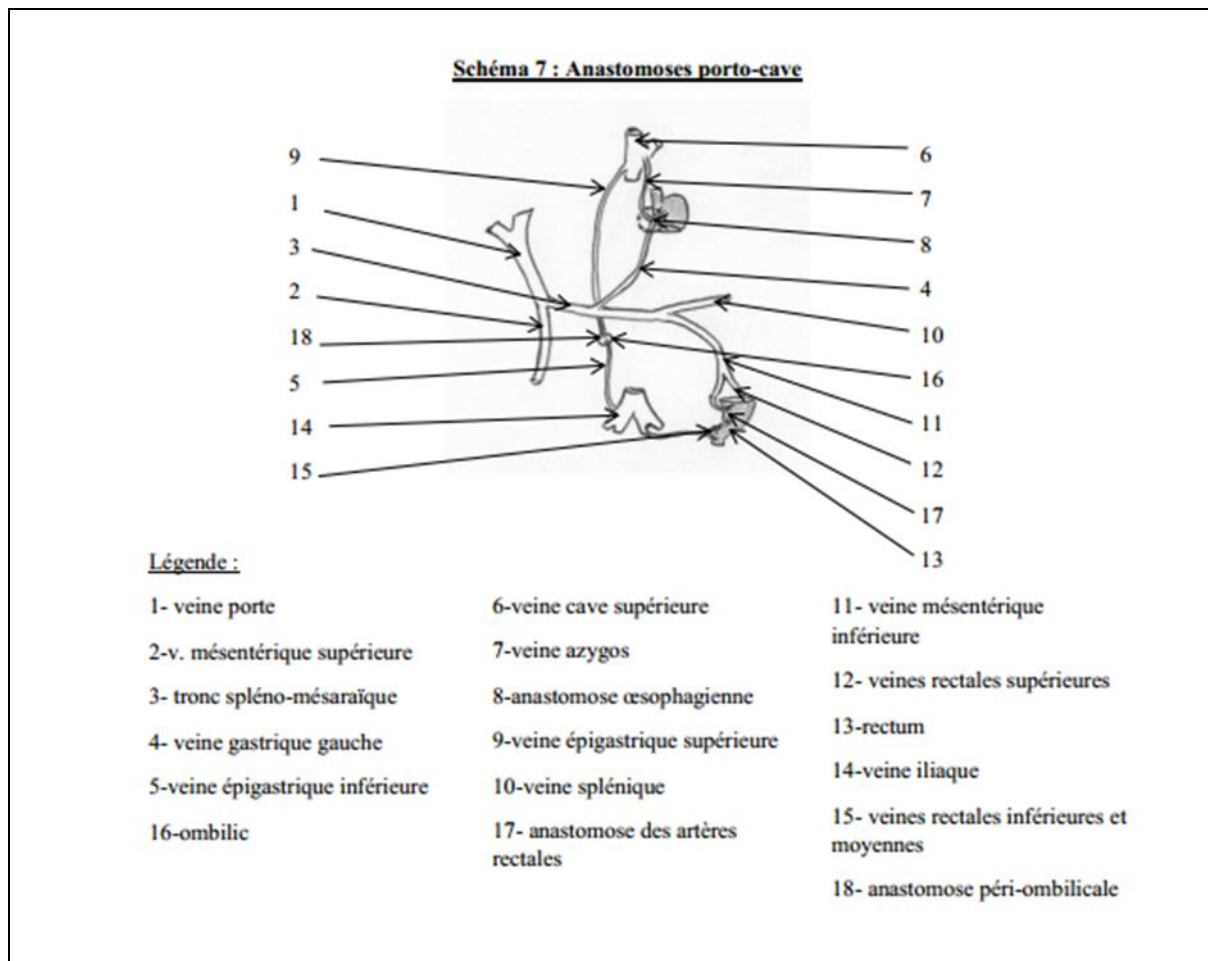 Schéma 7 : Anastomoses porto-cave
9
1
3
2
18
5
14
15
6
7
8
4
10
16
11
12
17
13
Légende :
1- veine porte
2-v. mésentérique supérieure
3- tronc spléno-mésaraïque
4- veine gastrique gauche
5-veine épigastrique inférieure
16-ombilic
6-veine cave supérieure
7-veine azygos
8-anastomose œsophagienne
9-veine épigastrique supérieure
10-veine splénique
17- anastomose des artères
rectales
11- veine mésentérique
inférieure
12- veines rectales supérieures
13-rectum
14-veine iliaque
15- veines rectales inférieures et
moyennes
18- anastomose péri-ombilicale